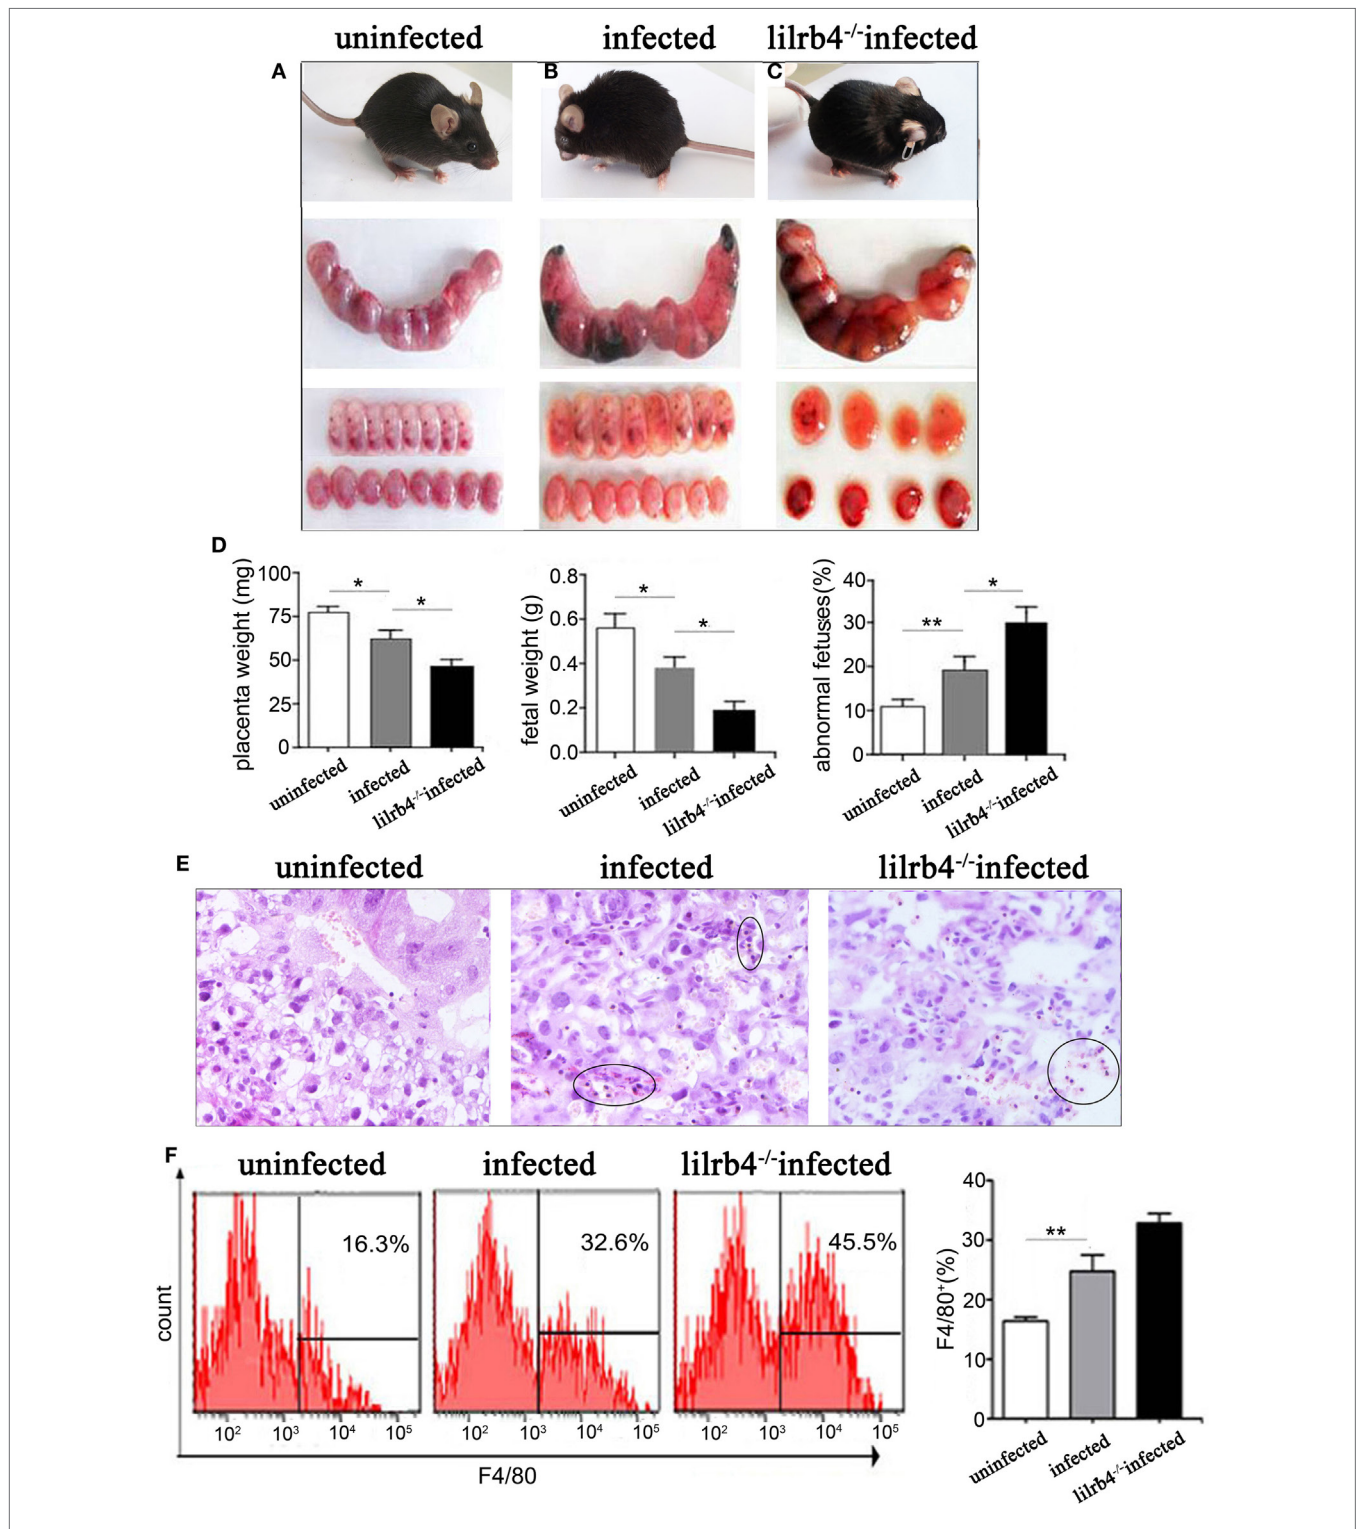 uninfected infected lilrb4-/-infected
A B C
D
placenta weight (mg)
100
75
50
25
0
* *
uninfected infected lilrb4-/-infected
fetal weight (g)
0.8
0.6
0.4
0.2
0.0
* *
uninfected infected lilrb4-/-infected
abnormal fetuses(%)
40
30
20
10
0
** *
uninfected infected lilrb4-/-infected
E
uninfected infected lilrb4-/-infected
F
uninfected infected lilrb4-/-infected
16.3% 32.6% 45.5%
count
10² 10³ 10⁴ 10⁵ 10² 10³ 10⁴ 10⁵ 10² 10³ 10⁴ 10⁵
F4/80
F4/80⁺(%)
40
30
20
10
0
**
uninfected infected lilrb4-/-infected